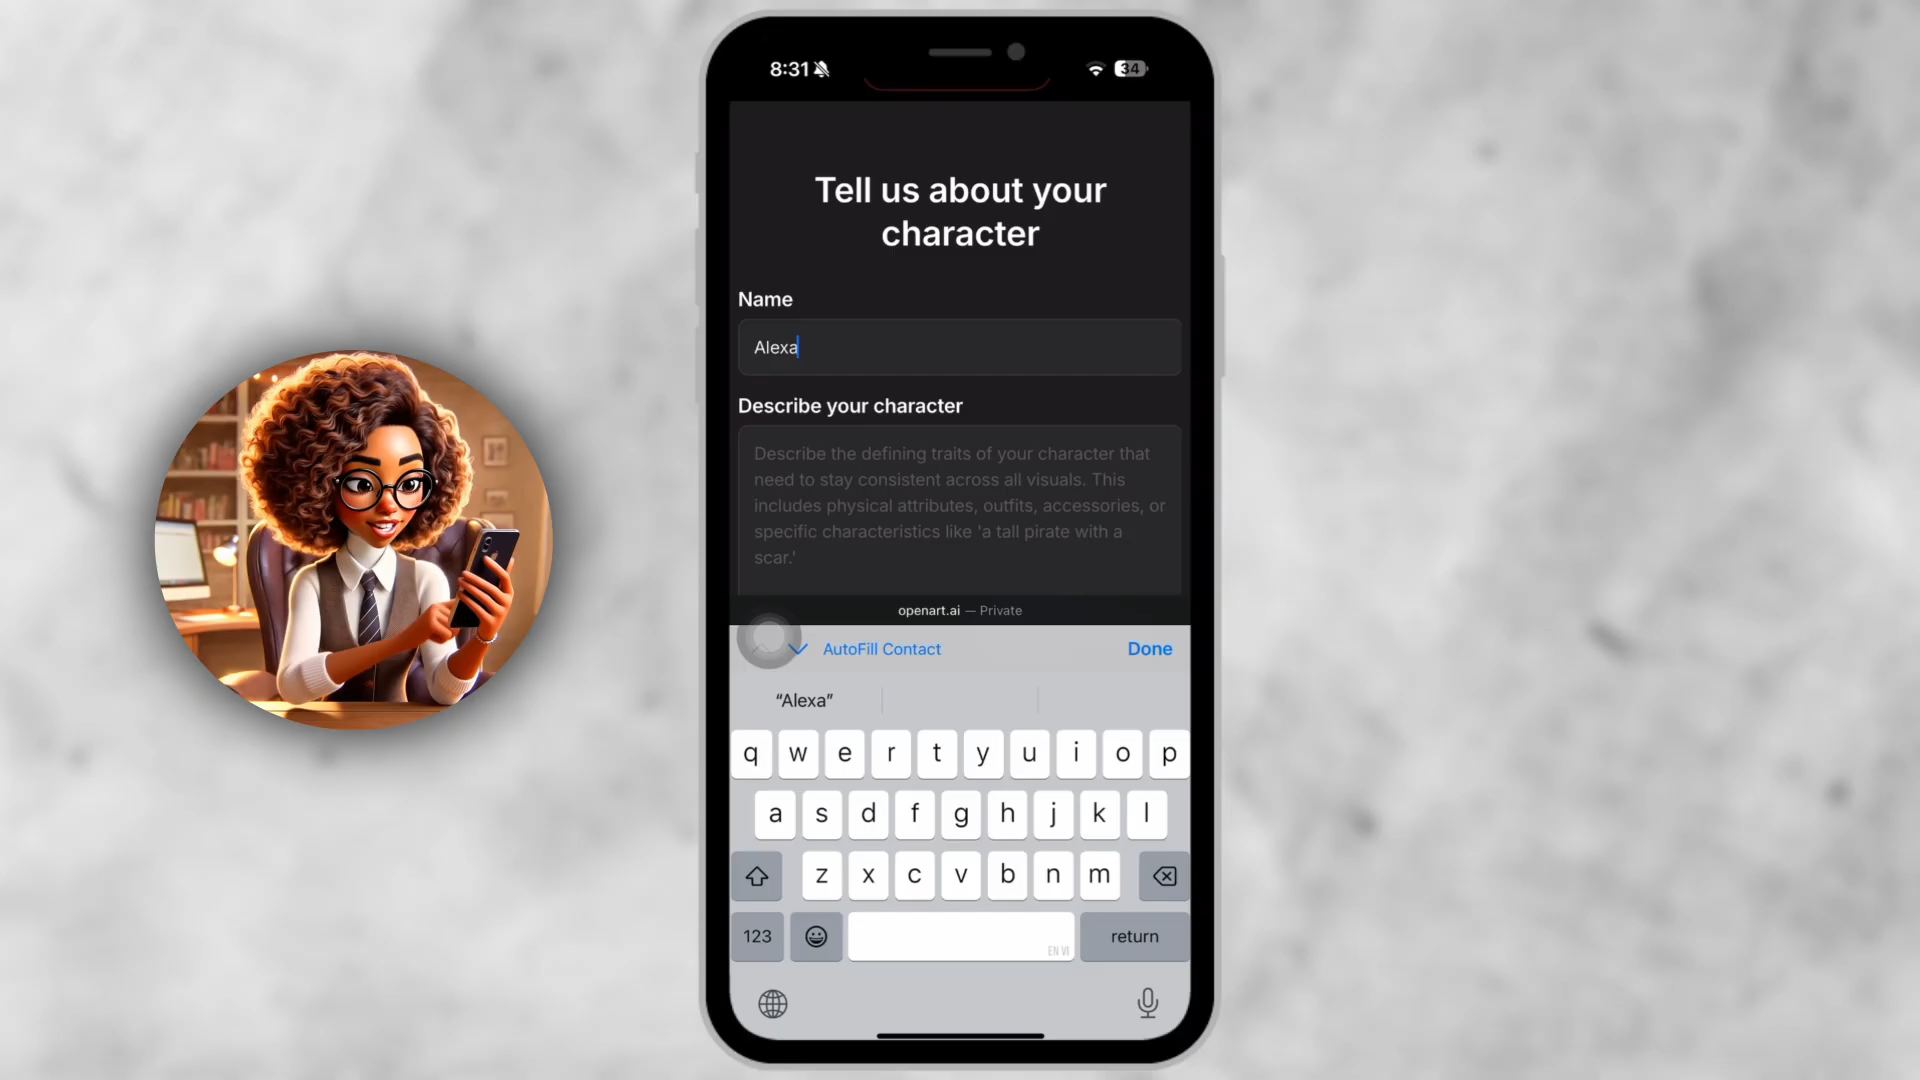 8:31
34
Tell us about your
character
Name
Alexa
Describe your character
Describe the defining traits of your character that
need to stay consistent across all visuals. This
includes physical attributes, outfits, accessories, or
specific characteristics like 'a tall pirate with a
scar.'
openart.ai — Private
AutoFill Contact
Done
“Alexa”
q w e r t y u i o p
a s d f g h j k l
z x c v b n m
123
EN VI
return